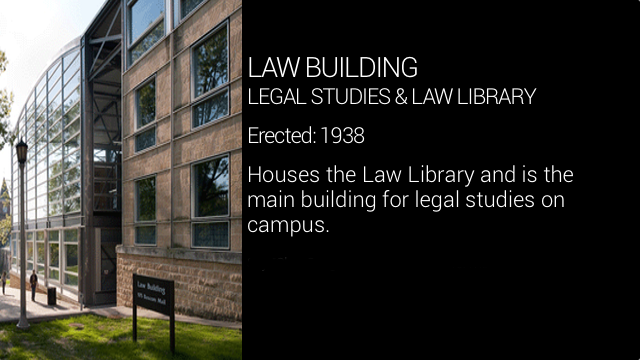 LAW BUILDING
LEGAL STUDIES & LAW LIBRARY
Erected: 1938
Houses the Law Library and is the
main building for legal studies on
campus.
Law Building